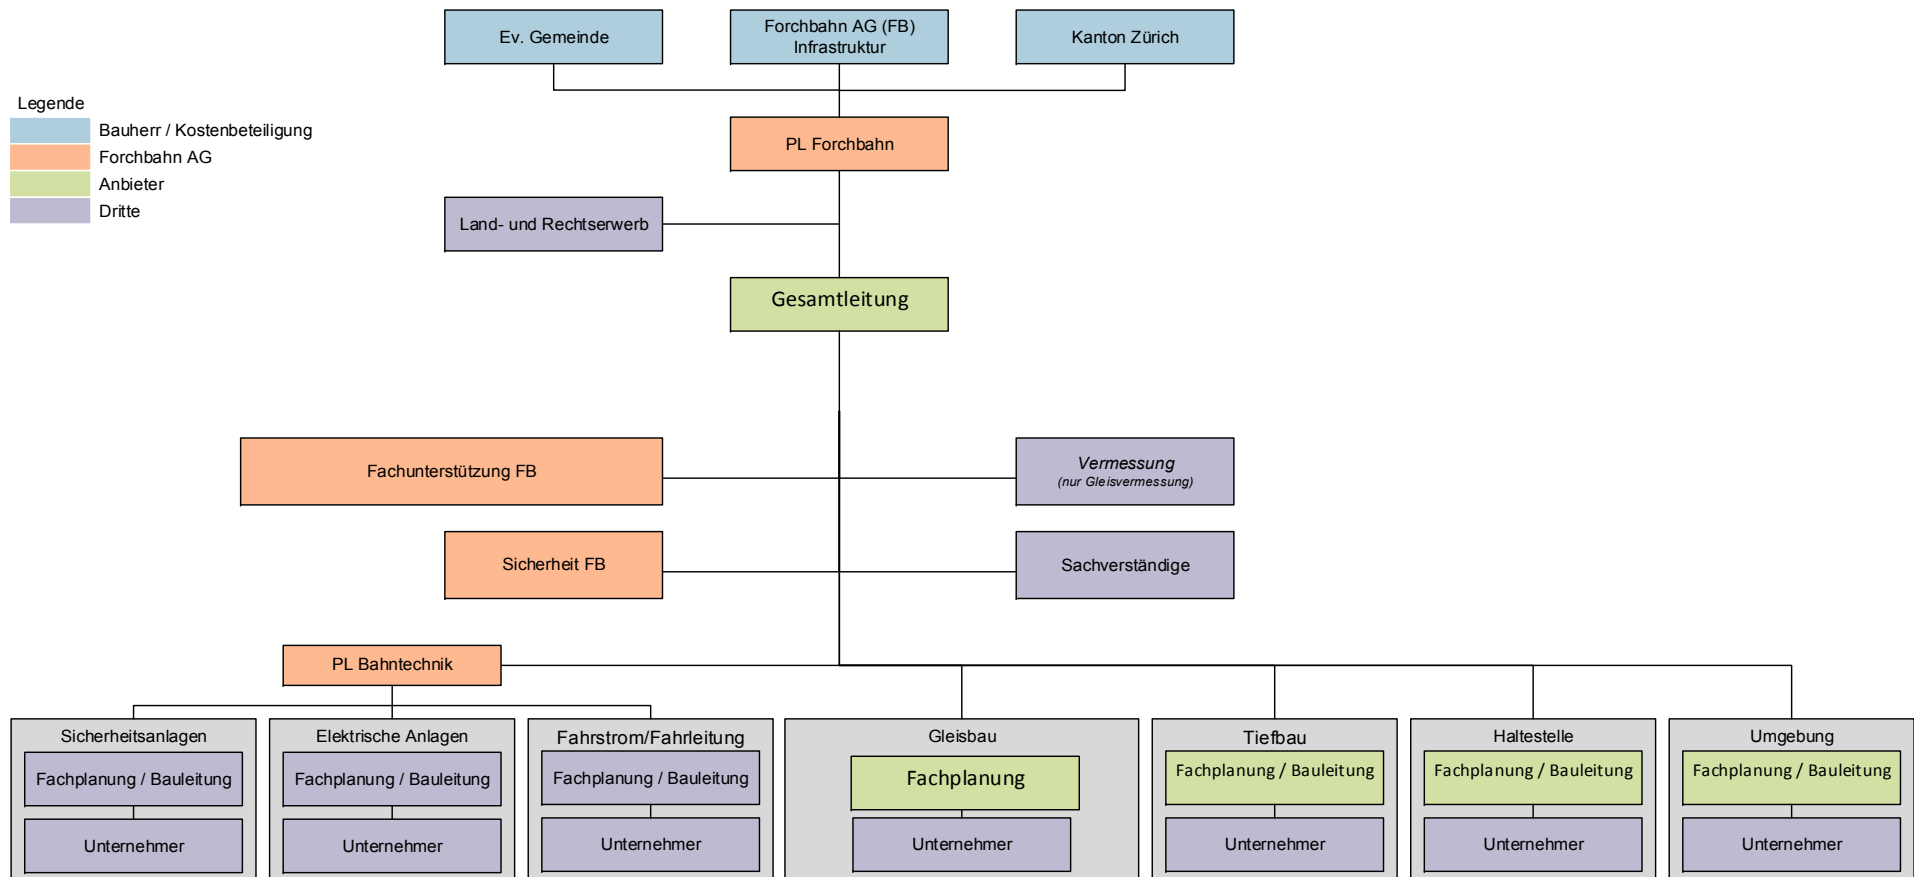 Ev. Gemeinde
Forchbahn AG (FB)
Infrastruktur
Kanton Zürich
Legende
Bauherr / Kostenbeteiligung
Forchbahn AG
Anbieter
Dritte
PL Forchbahn
Land- und Rechtserwerb
Gesamtleitung
Fachunterstützung FB
Vermessung
(nur Gleisvermessung)
Sicherheit FB
Sachverständige
PL Bahntechnik
Sicherheitsanlagen
Fachplanung / Bauleitung
Unternehmer
Elektrische Anlagen
Fachplanung / Bauleitung
Unternehmer
Fahrstrom/Fahrleitung
Fachplanung / Bauleitung
Unternehmer
Gleisbau
Fachplanung
Unternehmer
Tiefbau
Fachplanung / Bauleitung
Unternehmer
Haltestelle
Fachplanung / Bauleitung
Unternehmer
Umgebung
Fachplanung / Bauleitung
Unternehmer